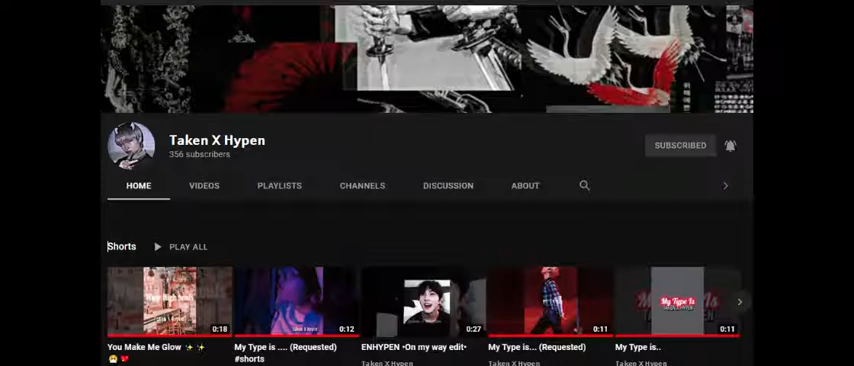 Taken X Hypen
356 subscribers
SUBSCRIBED
HOME VIDEOS PLAYLISTS CHANNELS DISCUSSION ABOUT
Shorts PLAY ALL
0:18 0:12 0:27 0:11 0:11
My Type Is
You Make Me Glow ✨ ✨
My Type is .... (Requested)
#shorts
ENHYPEN •On my way edit•
Taken X Hypen
My Type is... (Requested)
Taken X Hypen
My Type is..
Taken X Hypen